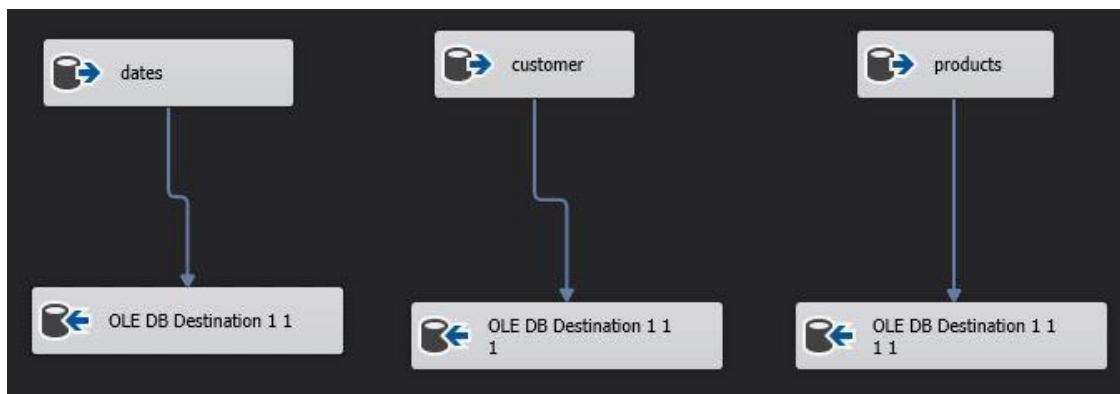 dates
customer
products
OLE DB Destination 1 1
OLE DB Destination 1 1
1
OLE DB Destination 1 1
1 1